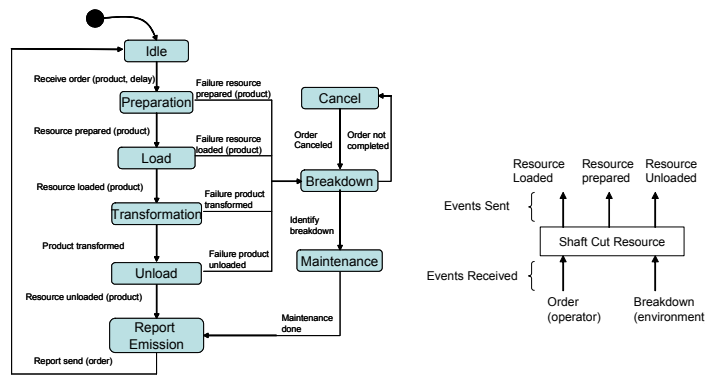 Idle
Receive order (product, delay)
Preparation
Failure resource
prepared (product)
Resource prepared (product)
Load
Failure resource
loaded (product)
Resource loaded (product)
Transformation
Failure product
transformed
Product transformed
Unload
Failure product
unloaded
Resource unloaded (product)
Report
Emission
Report send (order)
Cancel
Order
Canceled
Order not
completed
Breakdown
Identify
breakdown
Maintenance
Maintenance
done
Resource
Loaded
Resource
prepared
Resource
Unloaded
Events Sent
Shaft Cut Resource
Events Received
Order
(operator)
Breakdown
(environment